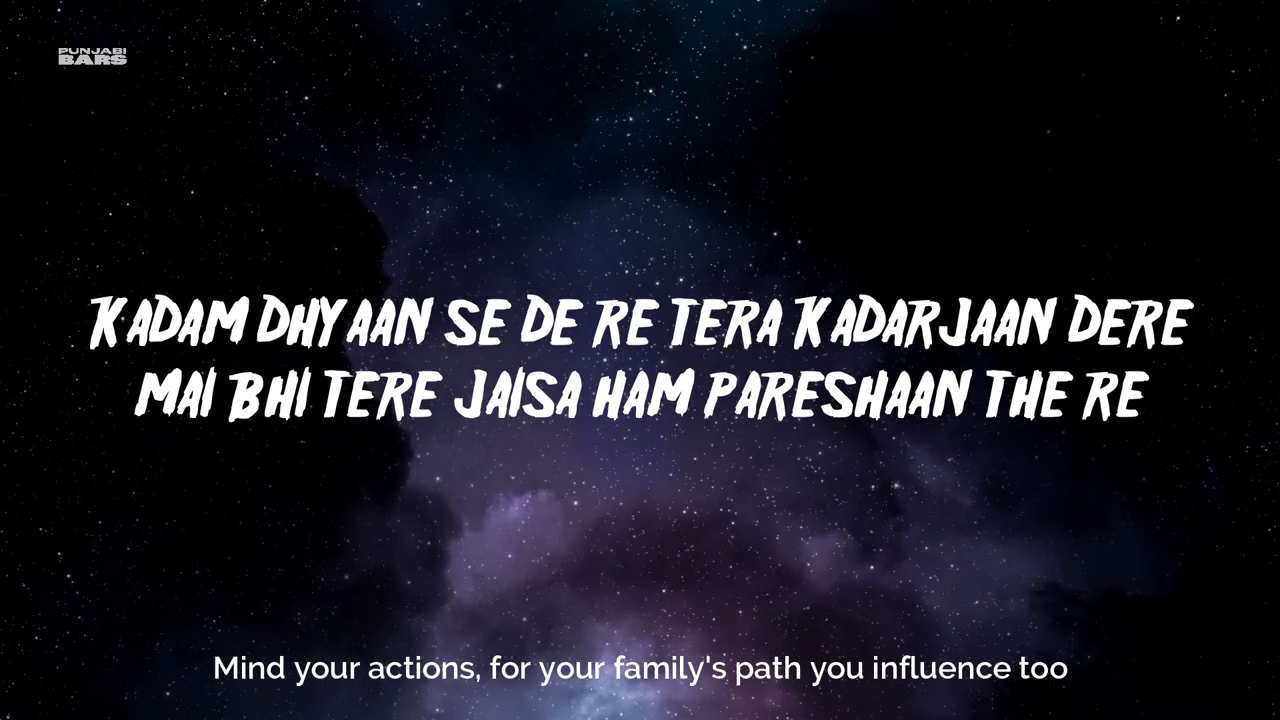 PUNJABI
BARS
KADAM DHYAAN SE DE RE TERA KADARJAAN DERE
MAI BHI TERE JAISA HAM PARESHAAN THE RE
Mind your actions, for your family's path you influence too